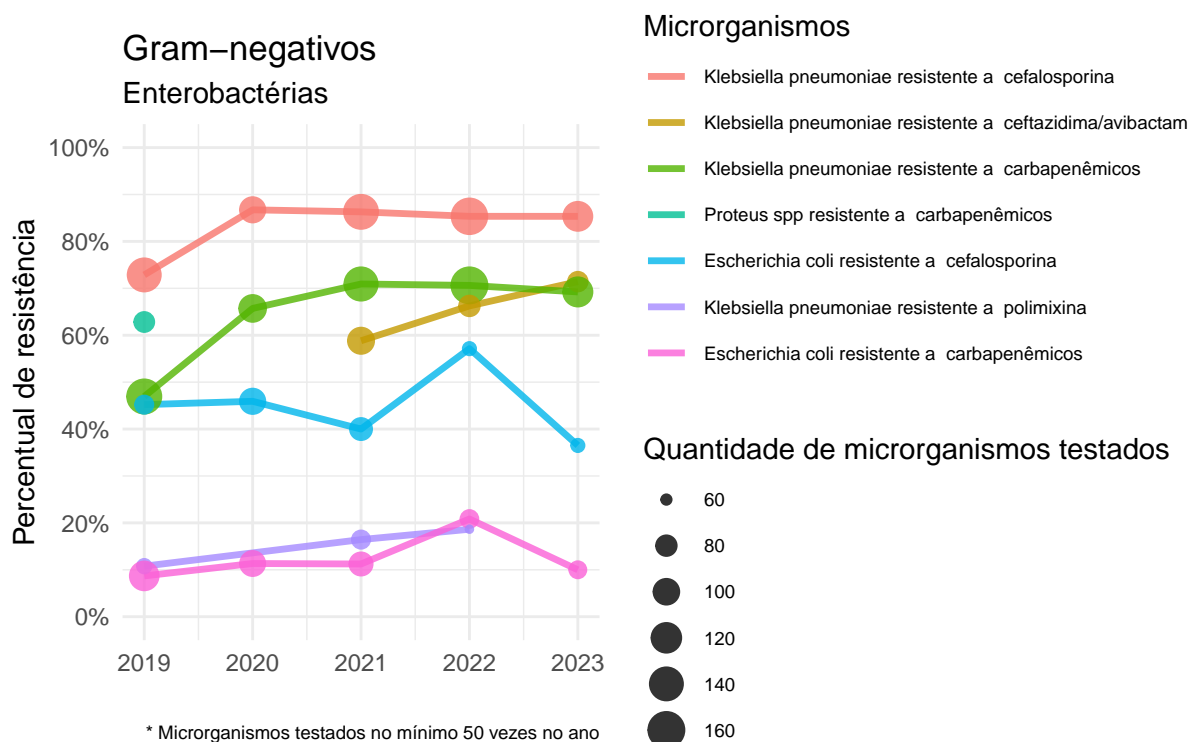 Gram−negativos
Enterobactérias
Percentual de resistência
100%
80%
60%
40%
20%
0%
2019 2020 2021 2022 2023
* Microrganismos testados no mínimo 50 vezes no ano
Microrganismos
Klebsiella pneumoniae resistente a  cefalosporina
Klebsiella pneumoniae resistente a  ceftazidima/avibactam
Klebsiella pneumoniae resistente a  carbapenêmicos
Proteus spp resistente a  carbapenêmicos
Escherichia coli resistente a  cefalosporina
Klebsiella pneumoniae resistente a  polimixina
Escherichia coli resistente a  carbapenêmicos
Quantidade de microrganismos testados
60
80
100
120
140
160